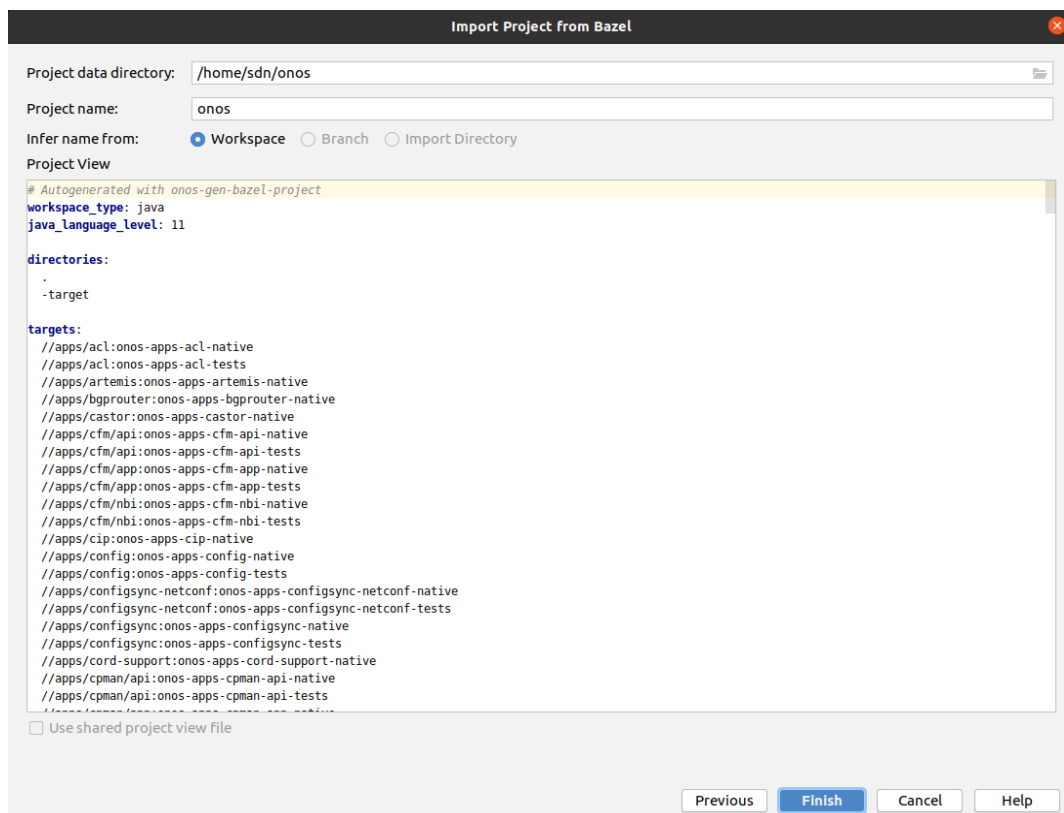 Import Project from Bazel
Project data directory: /home/sdn/onos
Project name: onos
Infer name from: Workspace Branch Import Directory
Project View
# Autogenerated with onos-gen-bazel-project
workspace_type: java
java_language_level: 11
directories:
.
-target
targets:
//apps/acl:onos-apps-acl-native
//apps/acl:onos-apps-acl-tests
//apps/artemis:onos-apps-artemis-native
//apps/bgprouter:onos-apps-bgprouter-native
//apps/castor:onos-apps-castor-native
//apps/cfm/api:onos-apps-cfm-api-native
//apps/cfm/api:onos-apps-cfm-api-tests
//apps/cfm/app:onos-apps-cfm-app-native
//apps/cfm/app:onos-apps-cfm-app-tests
//apps/cfm/nbi:onos-apps-cfm-nbi-native
//apps/cfm/nbi:onos-apps-cfm-nbi-tests
//apps/cip:onos-apps-cip-native
//apps/config:onos-apps-config-native
//apps/config:onos-apps-config-tests
//apps/configsync-netconf:onos-apps-configsync-netconf-native
//apps/configsync-netconf:onos-apps-configsync-netconf-tests
//apps/configsync:onos-apps-configsync-native
//apps/configsync:onos-apps-configsync-tests
//apps/cord-support:onos-apps-cord-support-native
//apps/cpman/api:onos-apps-cpman-api-native
//apps/cpman/api:onos-apps-cpman-api-tests
Use shared project view file
Previous Finish Cancel Help